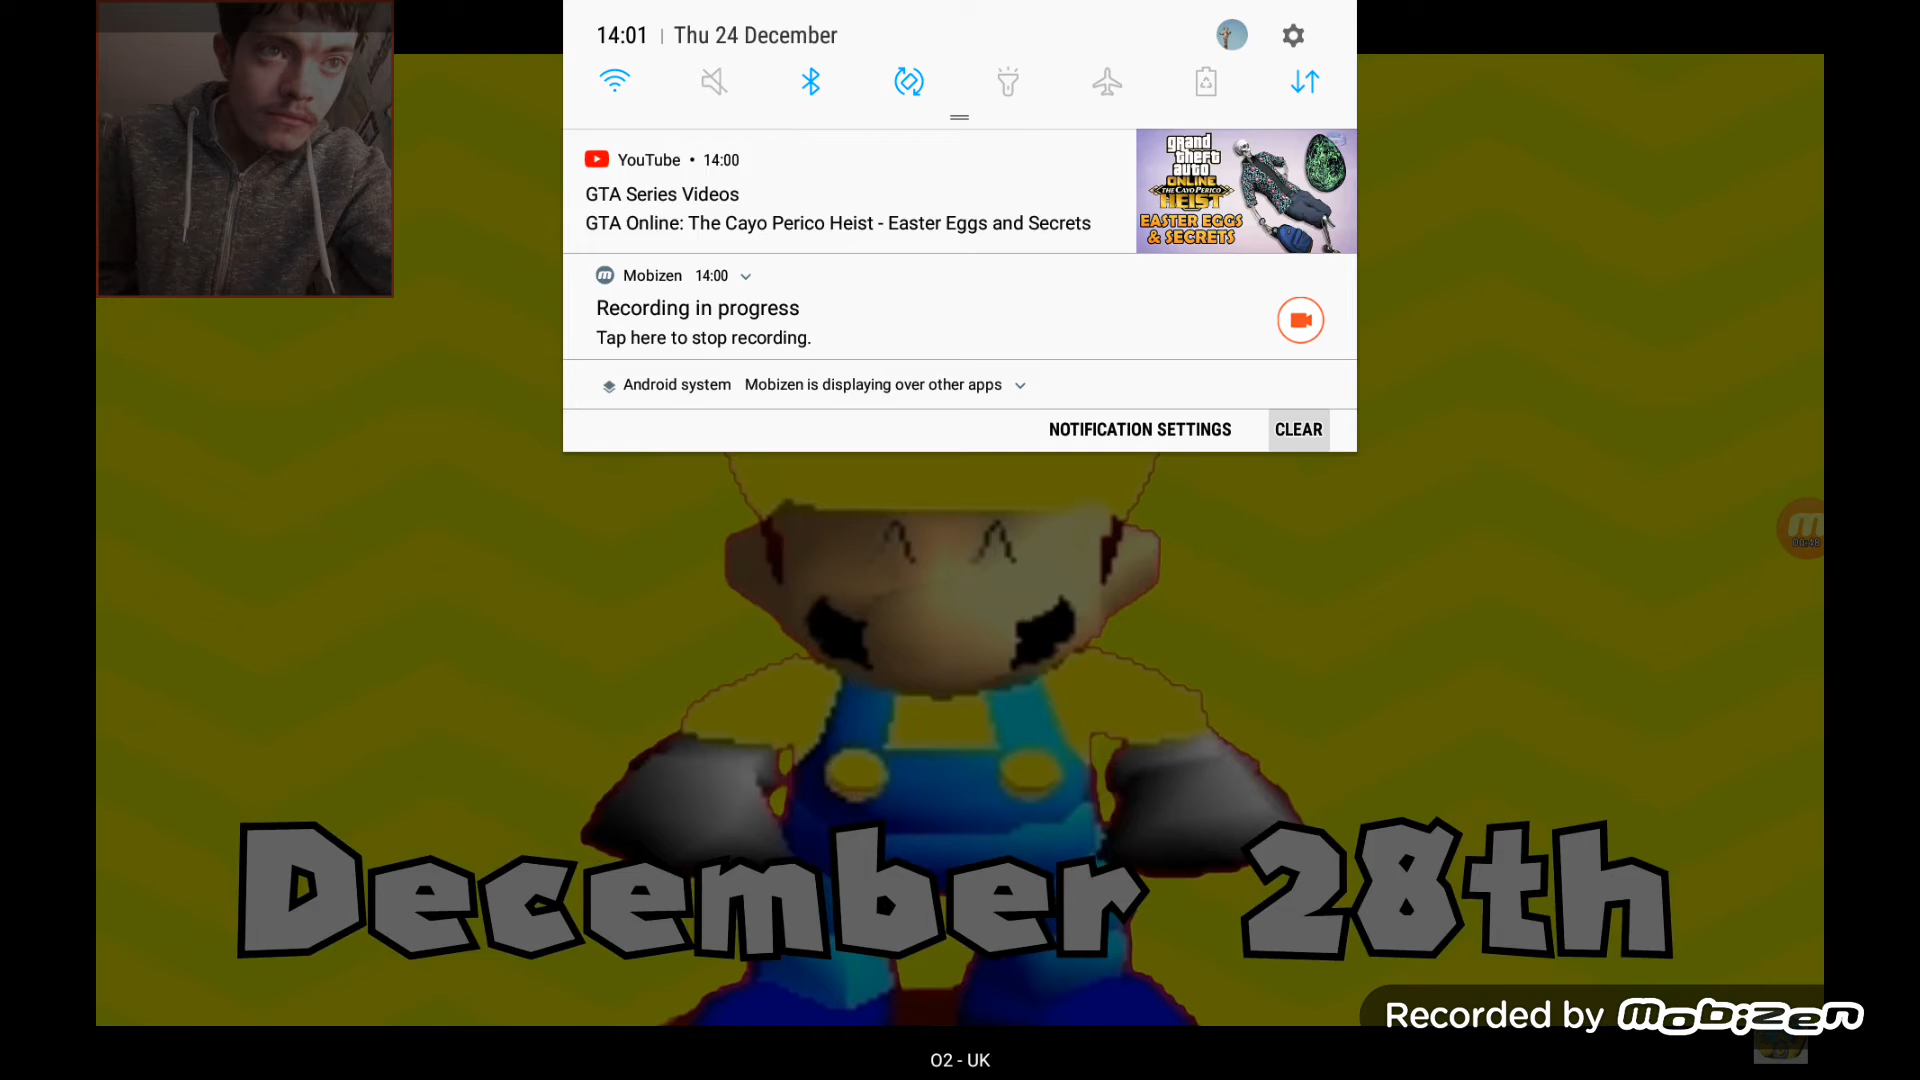 14:01 | Thu 24 December
YouTube • 14:00
GTA Series Videos
GTA Online: The Cayo Perico Heist - Easter Eggs and Secrets
grand
theft
auto
ONLINE
THE CAYO PERICO
HEIST
EASTER EGGS
& SECRETS
Mobizen 14:00
Recording in progress
Tap here to stop recording.
Android system Mobizen is displaying over other apps
NOTIFICATION SETTINGS CLEAR
December 28th
Recorded by mobizen
O2 - UK